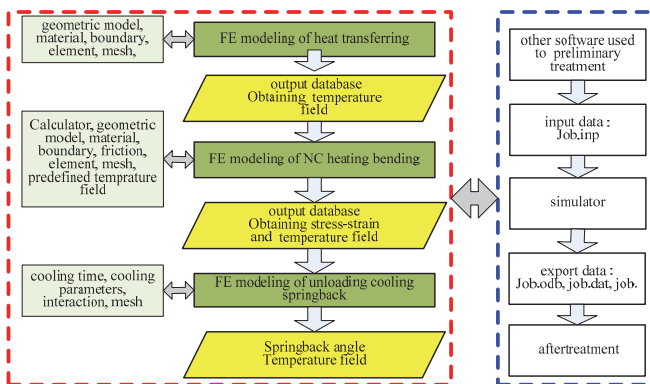 geometric model,
material, boundary,
element, mesh,
FE modeling of heat transferring
output database
Obtaining temperature
field
Calculator, geometric
model, material,
boundary, friction,
element, mesh,
predefined temprature
field
FE modeling of NC heating bending
output database
Obtaining stress-strain
and temperature field
cooling time, cooling
parameters,
interaction, mesh
FE modeling of unloading cooling
springback
Springback angle
Temperature field
other software used
to preliminary
treatment
input data :
Job.inp
simulator
export data :
Job.odb, job.dat, job.
aftertreatment